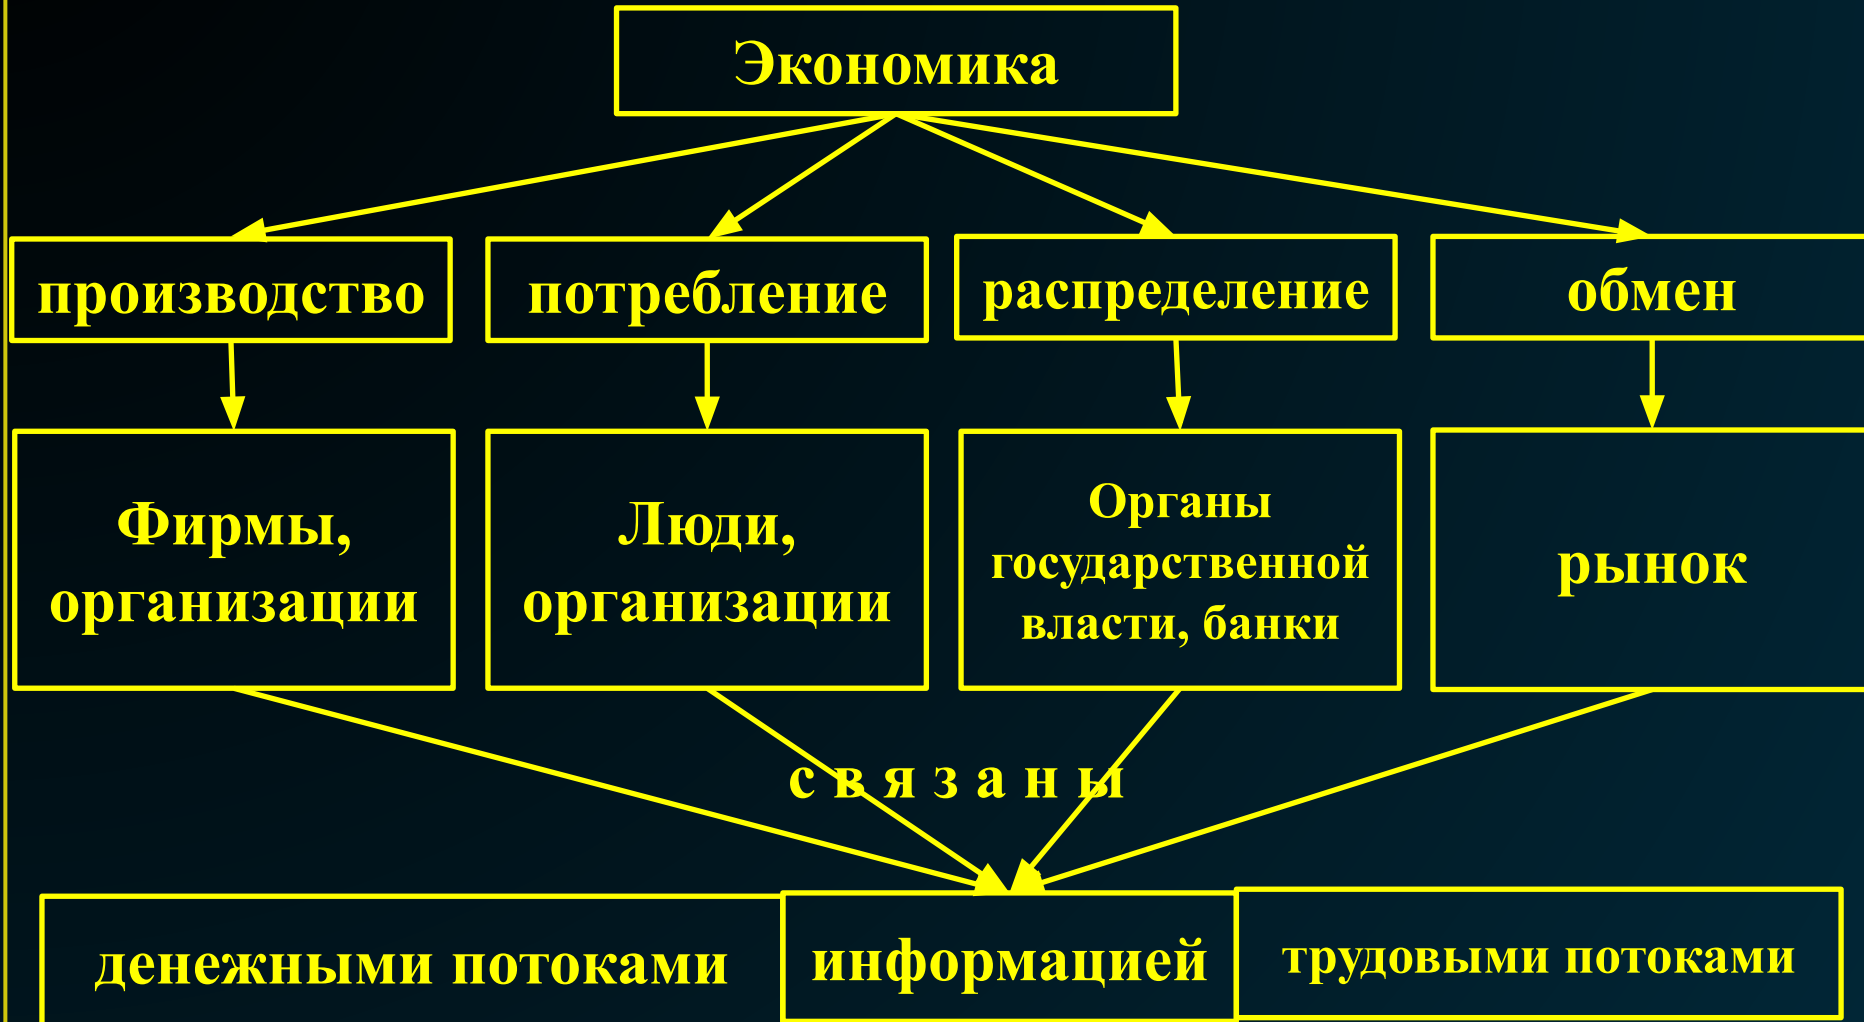 Экономика
производство
потребление
распределение
обмен
Фирмы,
организации
Люди,
организации
Органы
государственной
власти, банки
рынок
с в я з а н ы
денежными потоками
информацией
трудовыми потоками